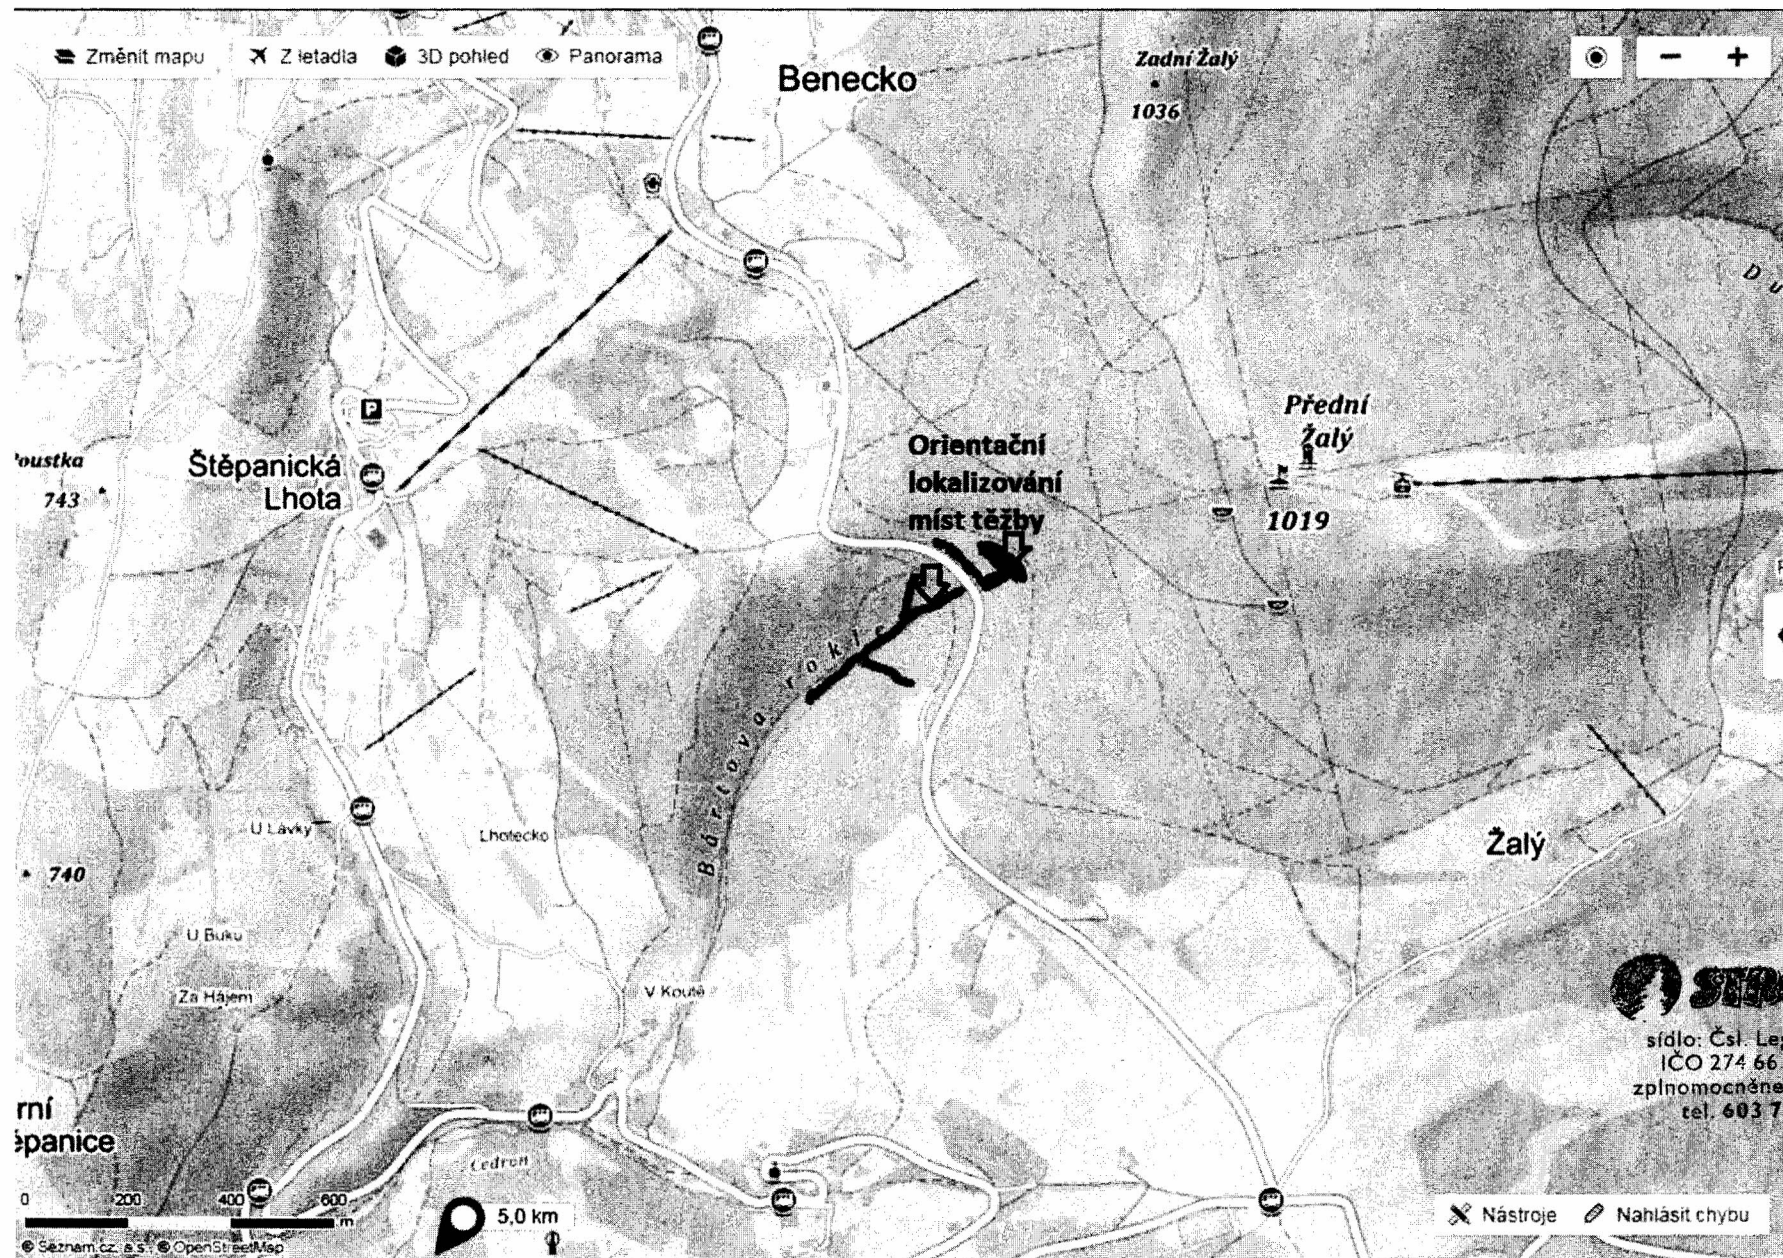 Změnit mapu
Z letadla
3D pohled
Panorama
Benecko
Zadní Žalý
1036
D u
Přední
Žalý
1019
Orientační
lokalizování
míst těžby
Poustka
743
P
Štěpanická
Lhota
Bártova rokle
U Lávky
Lhotecko
740
U Buku
Za Hájem
V Koutě
Žalý
sídlo: Čsl. Le
IČO 274 66
zplnomocněne
tel. 603 7
rní
ěpanice
Cedron
0 200 400 600 m
5,0 km
© Seznam.cz, a.s., © OpenStreetMap
Nástroje
Nahlásit chybu